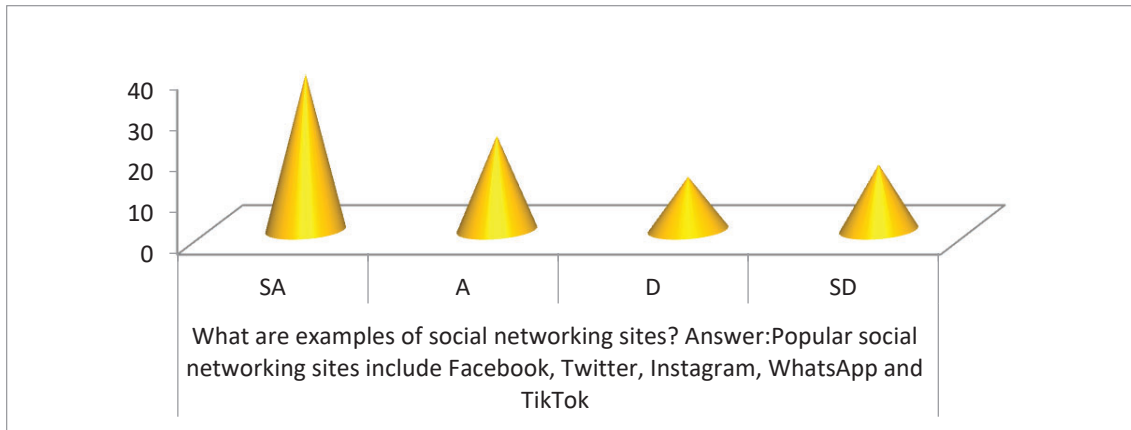 40
30
20
10
0
SA A D SD
What are examples of social networking sites? Answer:Popular social
networking sites include Facebook, Twitter, Instagram, WhatsApp and
TikTok